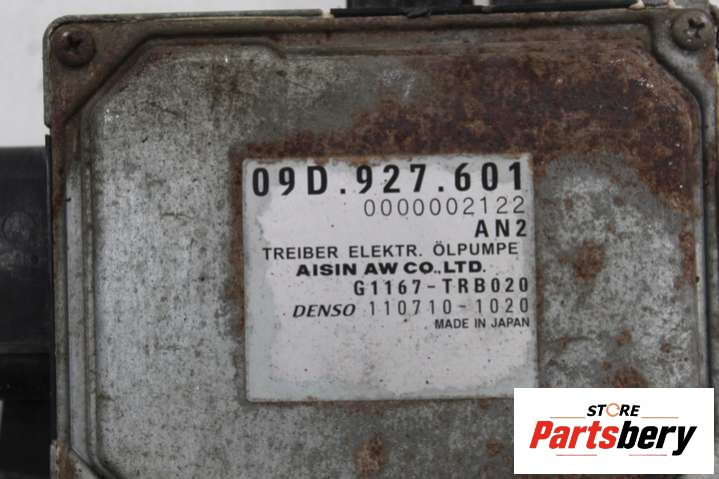 09D.927.601
0000002122
AN2
TREIBER ELEKTR. ÖLPUMPE
AISIN AW CO.,LTD.
G1167-TRB020
DENSO 110710-1020
MADE IN JAPAN
STORE
Partsbery